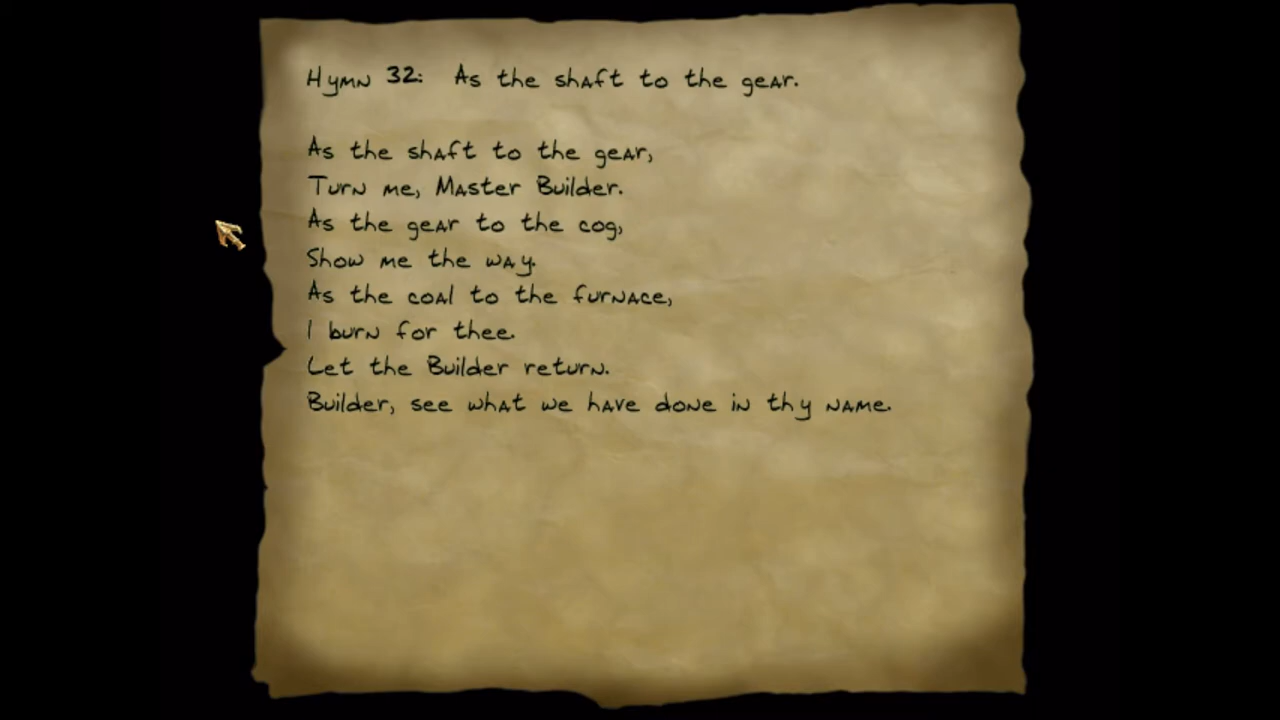 Hymn 32: As the shaft to the gear.
As the shaft to the gear,
Turn me, Master Builder.
As the gear to the cog,
Show me the way.
As the coal to the furnace,
I burn for thee.
Let the Builder return.
Builder, see what we have done in thy name.